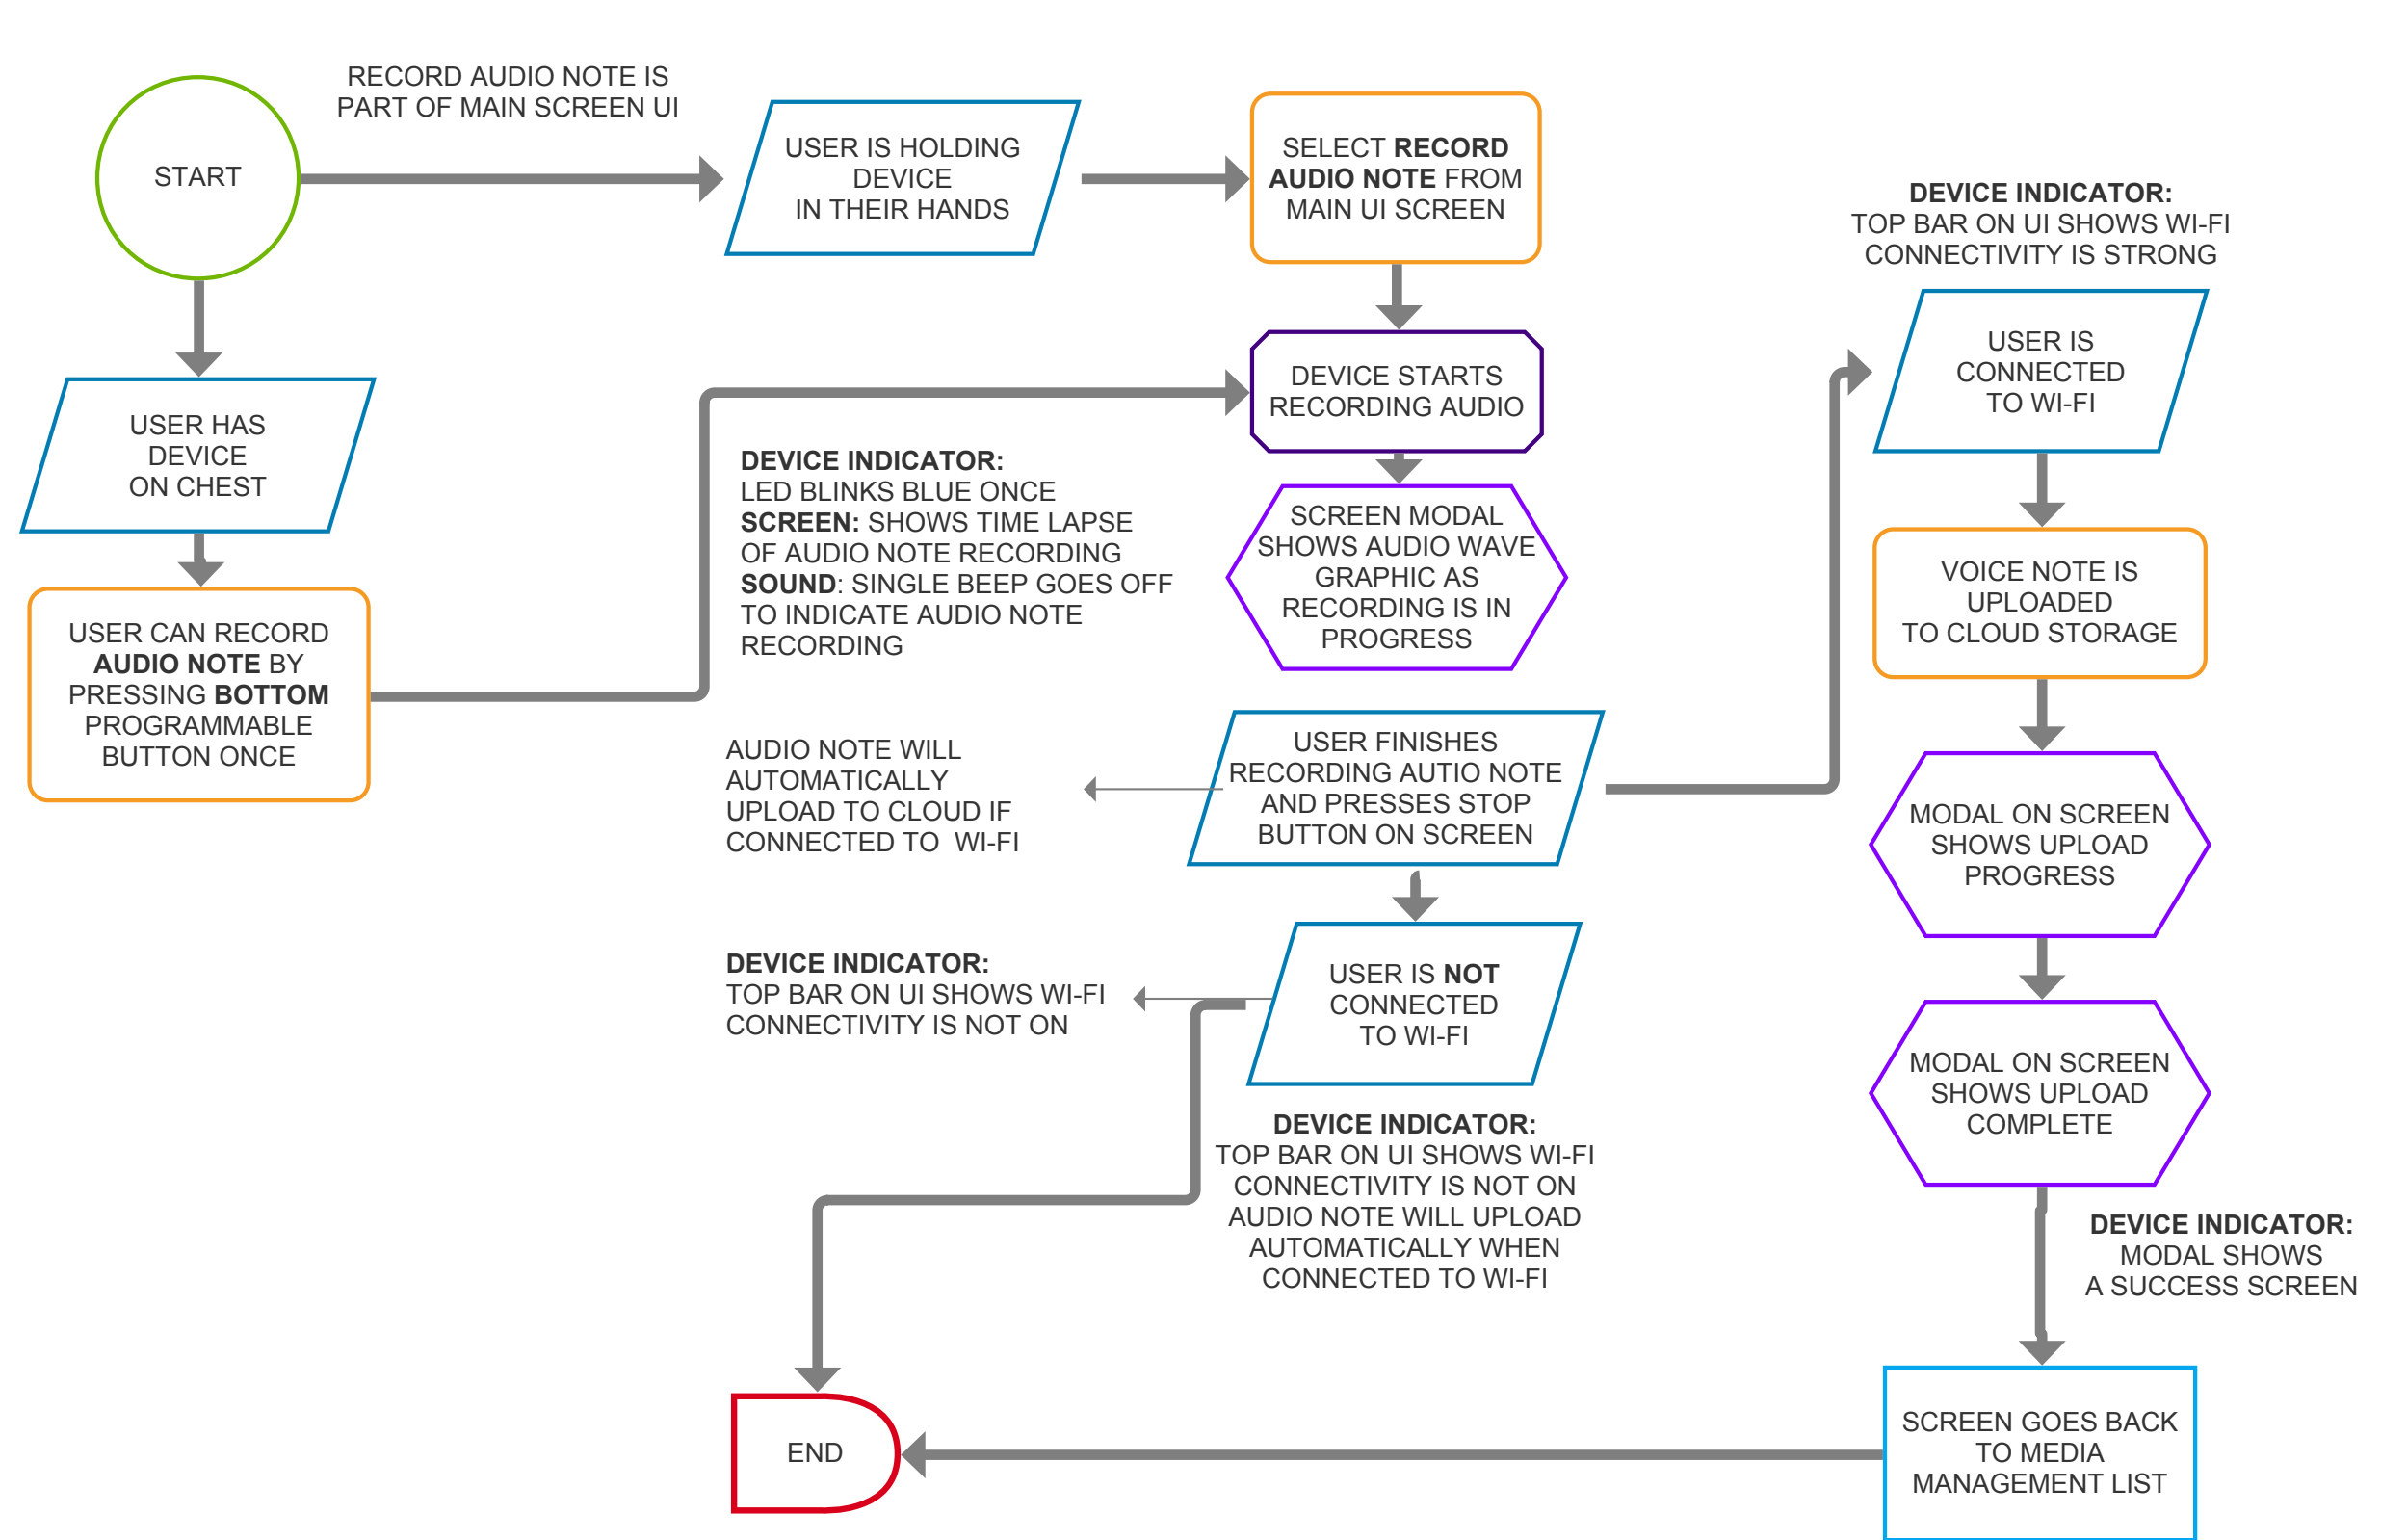 RECORD AUDIO NOTE IS
PART OF MAIN SCREEN UI
START
USER IS HOLDING
DEVICE
IN THEIR HANDS
SELECT RECORD
AUDIO NOTE FROM
MAIN UI SCREEN
USER HAS
DEVICE
ON CHEST
USER CAN RECORD
AUDIO NOTE BY
PRESSING BOTTOM
PROGRAMMABLE
BUTTON ONCE
DEVICE STARTS
RECORDING AUDIO
DEVICE INDICATOR:
LED BLINKS BLUE ONCE
SCREEN: SHOWS TIME LAPSE
OF AUDIO NOTE RECORDING
SOUND: SINGLE BEEP GOES OFF
TO INDICATE AUDIO NOTE
RECORDING
SCREEN MODAL
SHOWS AUDIO WAVE
GRAPHIC AS
RECORDING IS IN
PROGRESS
USER FINISHES
RECORDING AUTIO NOTE
AND PRESSES STOP
BUTTON ON SCREEN
AUDIO NOTE WILL
AUTOMATICALLY
UPLOAD TO CLOUD IF
CONNECTED TO  WI-FI
USER IS NOT
CONNECTED
TO WI-FI
DEVICE INDICATOR:
TOP BAR ON UI SHOWS WI-FI
CONNECTIVITY IS NOT ON
DEVICE INDICATOR:
TOP BAR ON UI SHOWS WI-FI
CONNECTIVITY IS NOT ON
AUDIO NOTE WILL UPLOAD
AUTOMATICALLY WHEN
CONNECTED TO WI-FI
DEVICE INDICATOR:
TOP BAR ON UI SHOWS WI-FI
CONNECTIVITY IS STRONG
USER IS
CONNECTED
TO WI-FI
VOICE NOTE IS
UPLOADED
TO CLOUD STORAGE
MODAL ON SCREEN
SHOWS UPLOAD
PROGRESS
MODAL ON SCREEN
SHOWS UPLOAD
COMPLETE
DEVICE INDICATOR:
MODAL SHOWS
A SUCCESS SCREEN
SCREEN GOES BACK
TO MEDIA
MANAGEMENT LIST
END